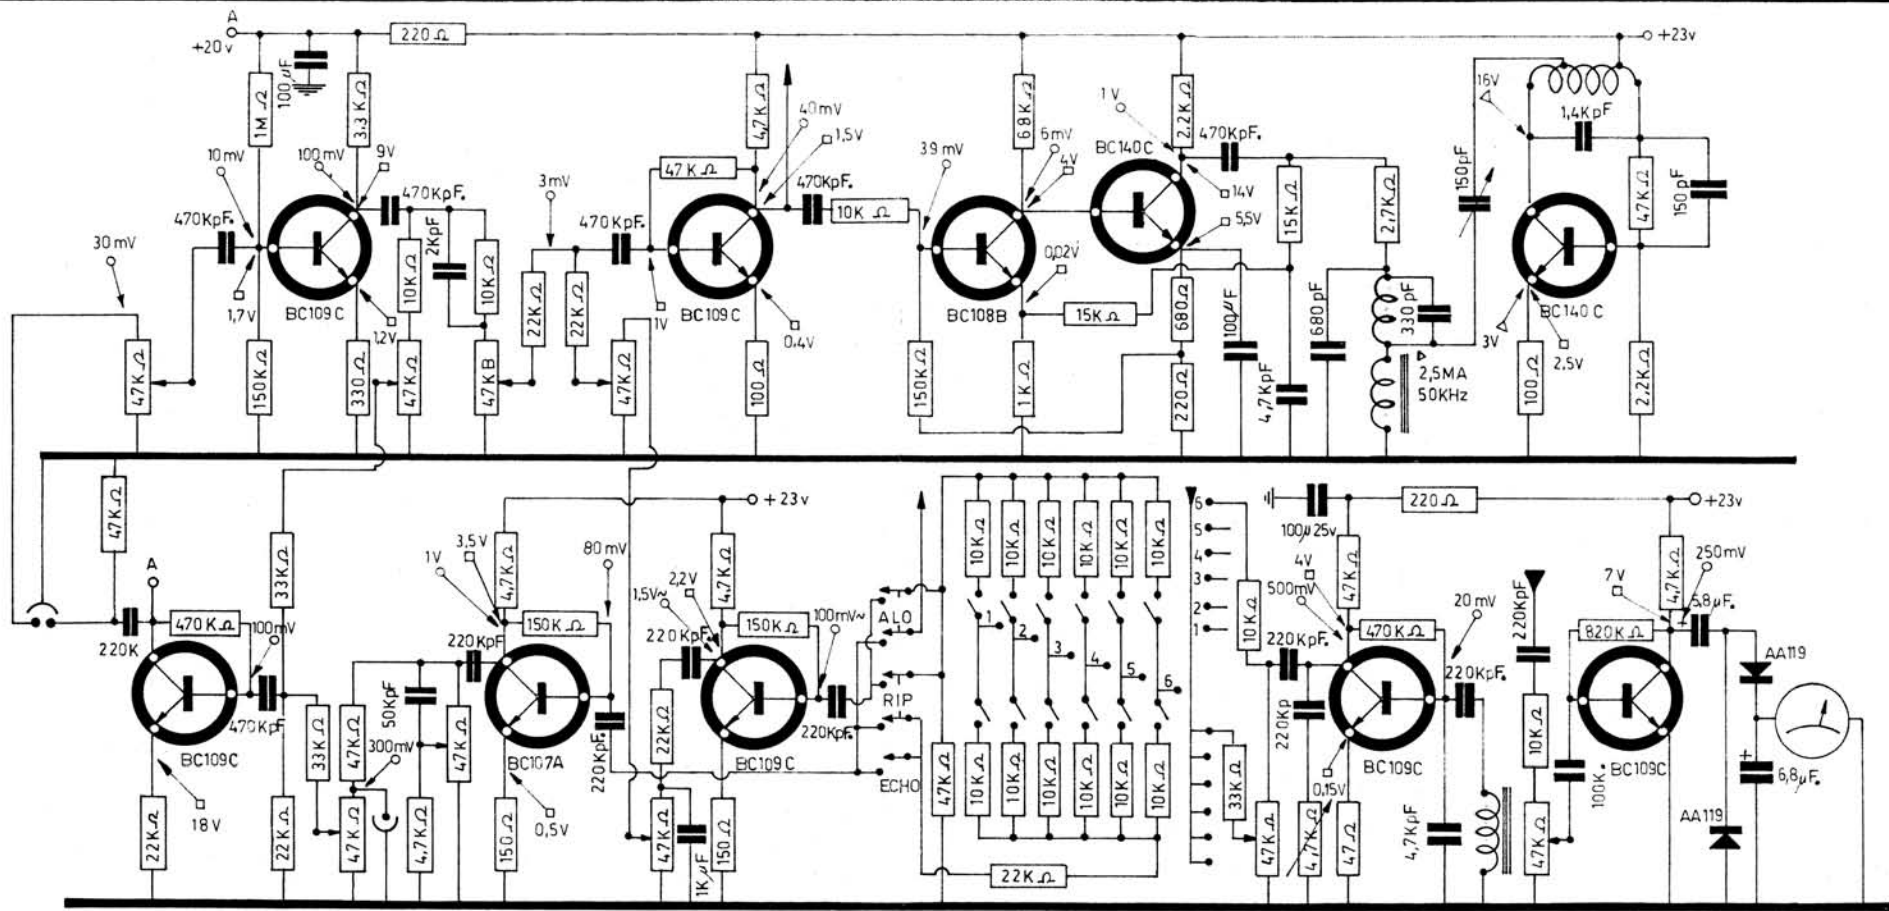 A
+20v
100µF
220Ω
+23v
1MΩ
3.3KΩ
4,7KΩ
68KΩ
2.2KΩ
16V
1,4KpF
10mV
100mV
9V
470KpF.
470KpF.
2KpF
10KΩ
10KΩ
30mV
1,7V
BC109C
1,2V
47KΩ
150KΩ
330Ω
47KΩ
47KB
3mV
22KΩ
22KΩ
470KpF.
47KΩ
40mV
1,5V
1V
BC109C
0,4V
47KΩ
100Ω
470KpF.
10KΩ
39mV
6mV
4V
BC108B
0,02V
15KΩ
150KΩ
1KΩ
1V
BC140C
470KpF.
14V
5,5V
680Ω
220Ω
100µF
15KΩ
4,7KpF
680pF
2,7KΩ
330pF
2,5MA
50KHz
150pF
47KΩ
150pF
BC140C
3V
2.5V
100Ω
2.2KΩ
47KΩ
A
220K
470KΩ
100mV
470KpF
BC109C
18V
22KΩ
33KΩ
22KΩ
33KΩ
47KΩ
300mV
47KΩ
50KpF
47KΩ
4,7KΩ
220KpF
1V
3,5V
4,7KΩ
+23v
150KΩ
80mV
BC107A
0,5V
150Ω
220KpF.
1,5V~
2,2V
4,7KΩ
150KΩ
100mV~
220KpF
22KΩ
BC109C
220KpF.
47KΩ
1KµF
150Ω
ALO
RIP
ECHO
47KΩ
10KΩ
10KΩ
10KΩ
10KΩ
10KΩ
10KΩ
1
2
3
4
5
6
10KΩ
10KΩ
10KΩ
10KΩ
10KΩ
10KΩ
22KΩ
6
5
4
3
2
1
10KΩ
33KΩ
100µ25v
220Ω
+23v
47KΩ
4V
500mV
220KpF.
470KΩ
20mV
220KpF.
220Kp
BC109C
0,15V
47KΩ
4,7KΩ
47Ω
4,7KpF
220KpF
10KΩ
47KΩ
100K.
7V
4,7KΩ
250mV
6,8µF.
820KΩ
BC109C
AA119
6,8µF.
AA119